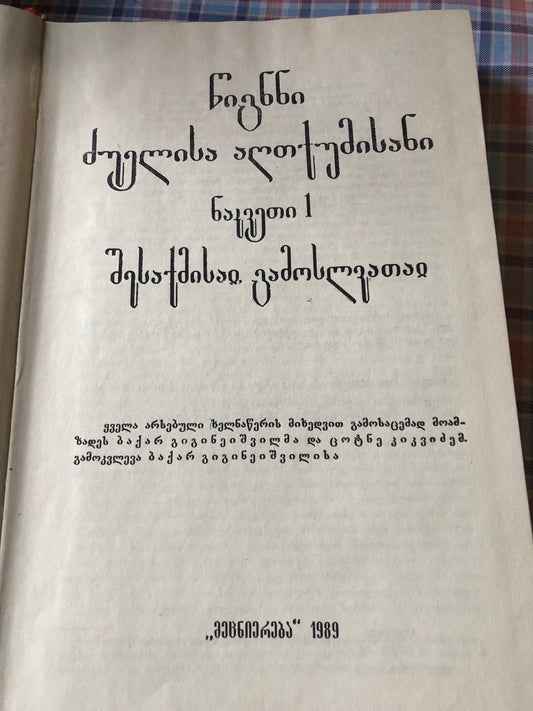 წიგნნი
ძუელისა აღთქუმისანი
ნაკვეთი 1
შესაქმისაჲ. გამოსლვათაჲ
ყველა არსებული ხელნაწერის მიხედვით გამოსაცემად მოამ-
ზადეს ბაქარ გიგინეიშვილმა და ცოტნე კიკვიძემ.
გამოკვლევა ბაქარ გიგინეიშვილისა
„მეცნიერება“ 1989